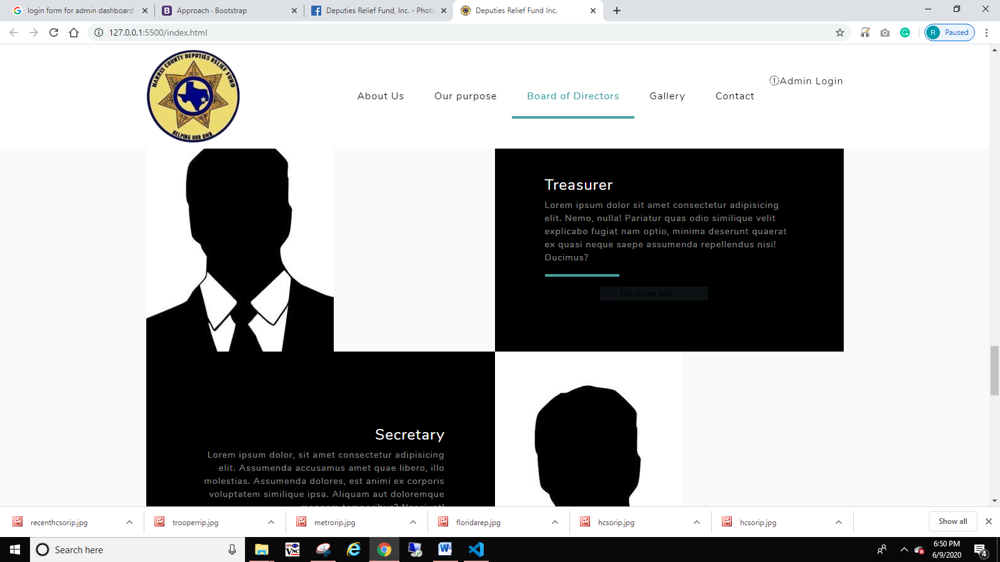 login form for admin dashboard
Approach · Bootstrap
Deputies Relief Fund, Inc. - Photo
Deputies Relief Fund Inc.
127.0.0.1:5500/index.html
R Paused
HARRIS COUNTY DEPUTIES RELIEF FUND
HELPING OUR OWN
About Us
Our purpose
Board of Directors
Gallery
Contact
Admin Login
Treasurer
Lorem ipsum dolor sit amet consectetur adipisicing
elit. Nemo, nulla! Pariatur quas odio similique velit
explicabo fugiat nam optio, minima deserunt quaerat
ex quasi neque saepe assumenda repellendus nisi!
Ducimus?
Full-screen Snip
Secretary
Lorem ipsum dolor, sit amet consectetur adipisicing
elit. Assumenda accusamus amet quae libero, illo
molestias. Assumenda dolores, est animi ex corporis
voluptatem similique ipsa. Aliquam aut doloremque
magnam temporibus? Nesciunt!
recenthcsorip.jpg
trooperrip.jpg
metrorip.jpg
floridarep.jpg
hcsorip.jpg
hcsorip.jpg
Show all
Search here
VNC
6:50 PM
6/9/2020
4